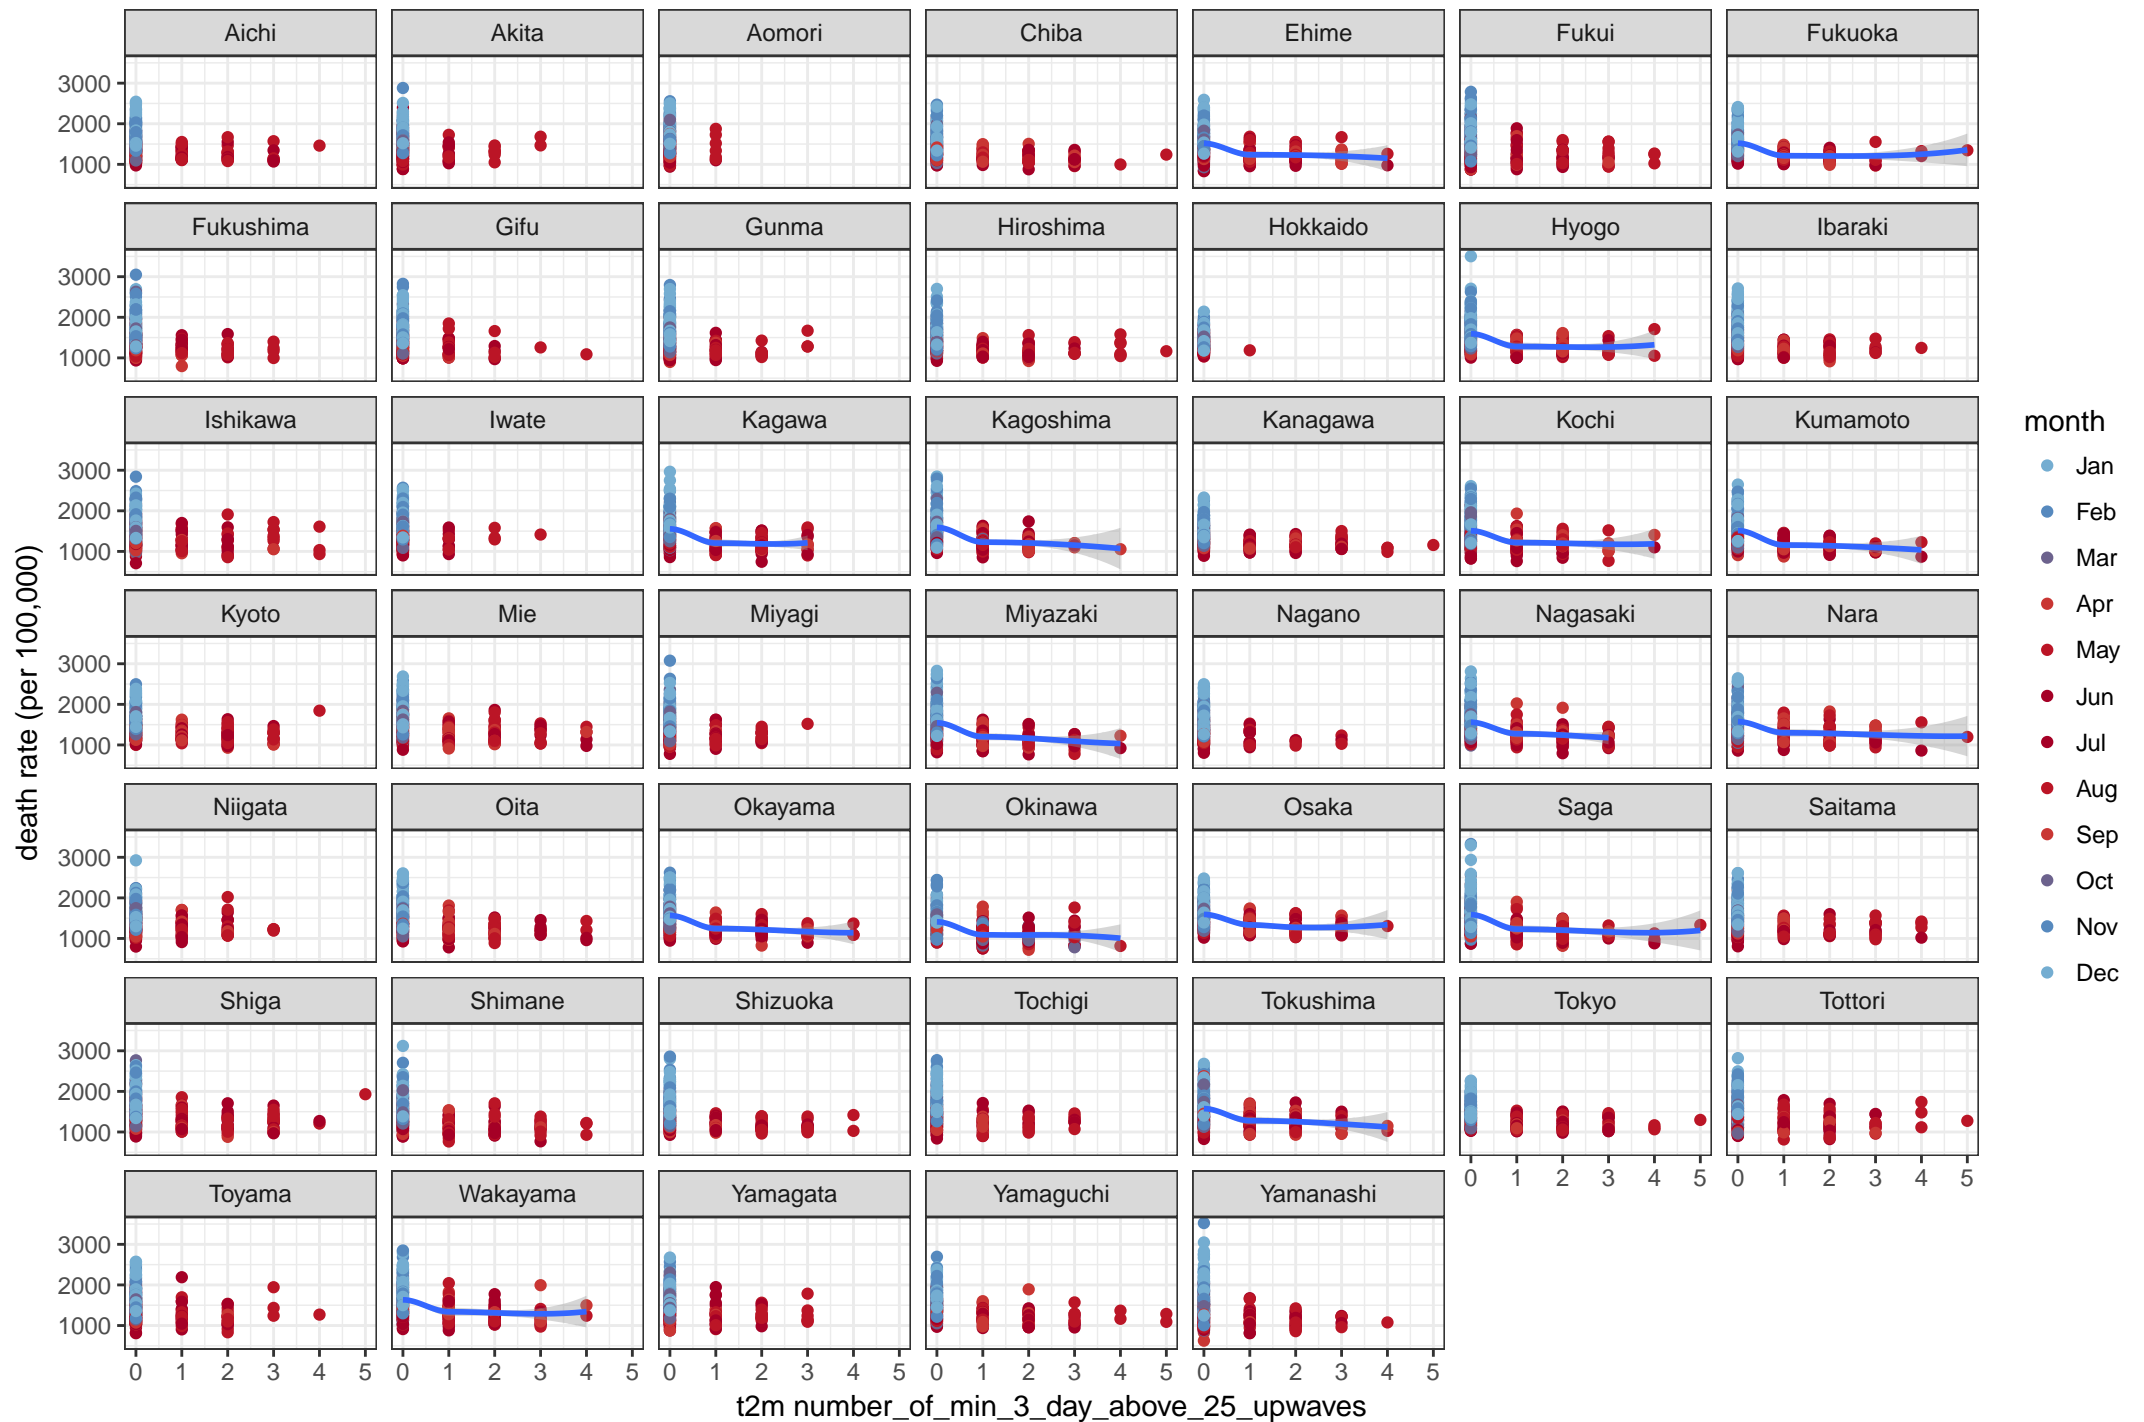 Aichi Akita Aomori Chiba Ehime Fukui Fukuoka
3000
2000
1000
Fukushima Gifu Gunma Hiroshima Hokkaido Hyogo Ibaraki
3000
2000
1000
Ishikawa Iwate Kagawa Kagoshima Kanagawa Kochi Kumamoto
3000
2000
1000
Kyoto Mie Miyagi Miyazaki Nagano Nagasaki Nara
3000
2000
1000
Niigata Oita Okayama Okinawa Osaka Saga Saitama
3000
2000
1000
Shiga Shimane Shizuoka Tochigi Tokushima Tokyo Tottori
3000
2000
1000
0 1 2 3 4 5 0 1 2 3 4 5
Toyama Wakayama Yamagata Yamaguchi Yamanashi
3000
2000
1000
0 1 2 3 4 5 0 1 2 3 4 5 0 1 2 3 4 5 0 1 2 3 4 5 0 1 2 3 4 5
t2m number_of_min_3_day_above_25_upwaves
death rate (per 100,000)
month
Jan
Feb
Mar
Apr
May
Jun
Jul
Aug
Sep
Oct
Nov
Dec